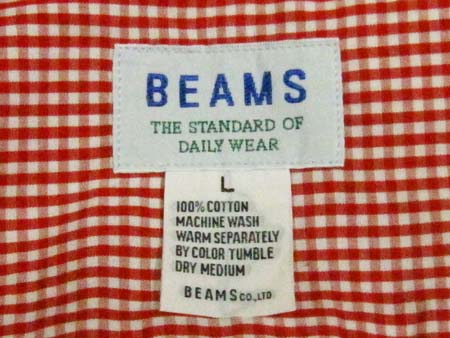 BEAMS
THE STANDARD OF
DAILY WEAR
L
100% COTTON
MACHINE WASH
WARM SEPARATELY
BY COLOR TUMBLE
DRY MEDIUM
BEAMS CO., LTD